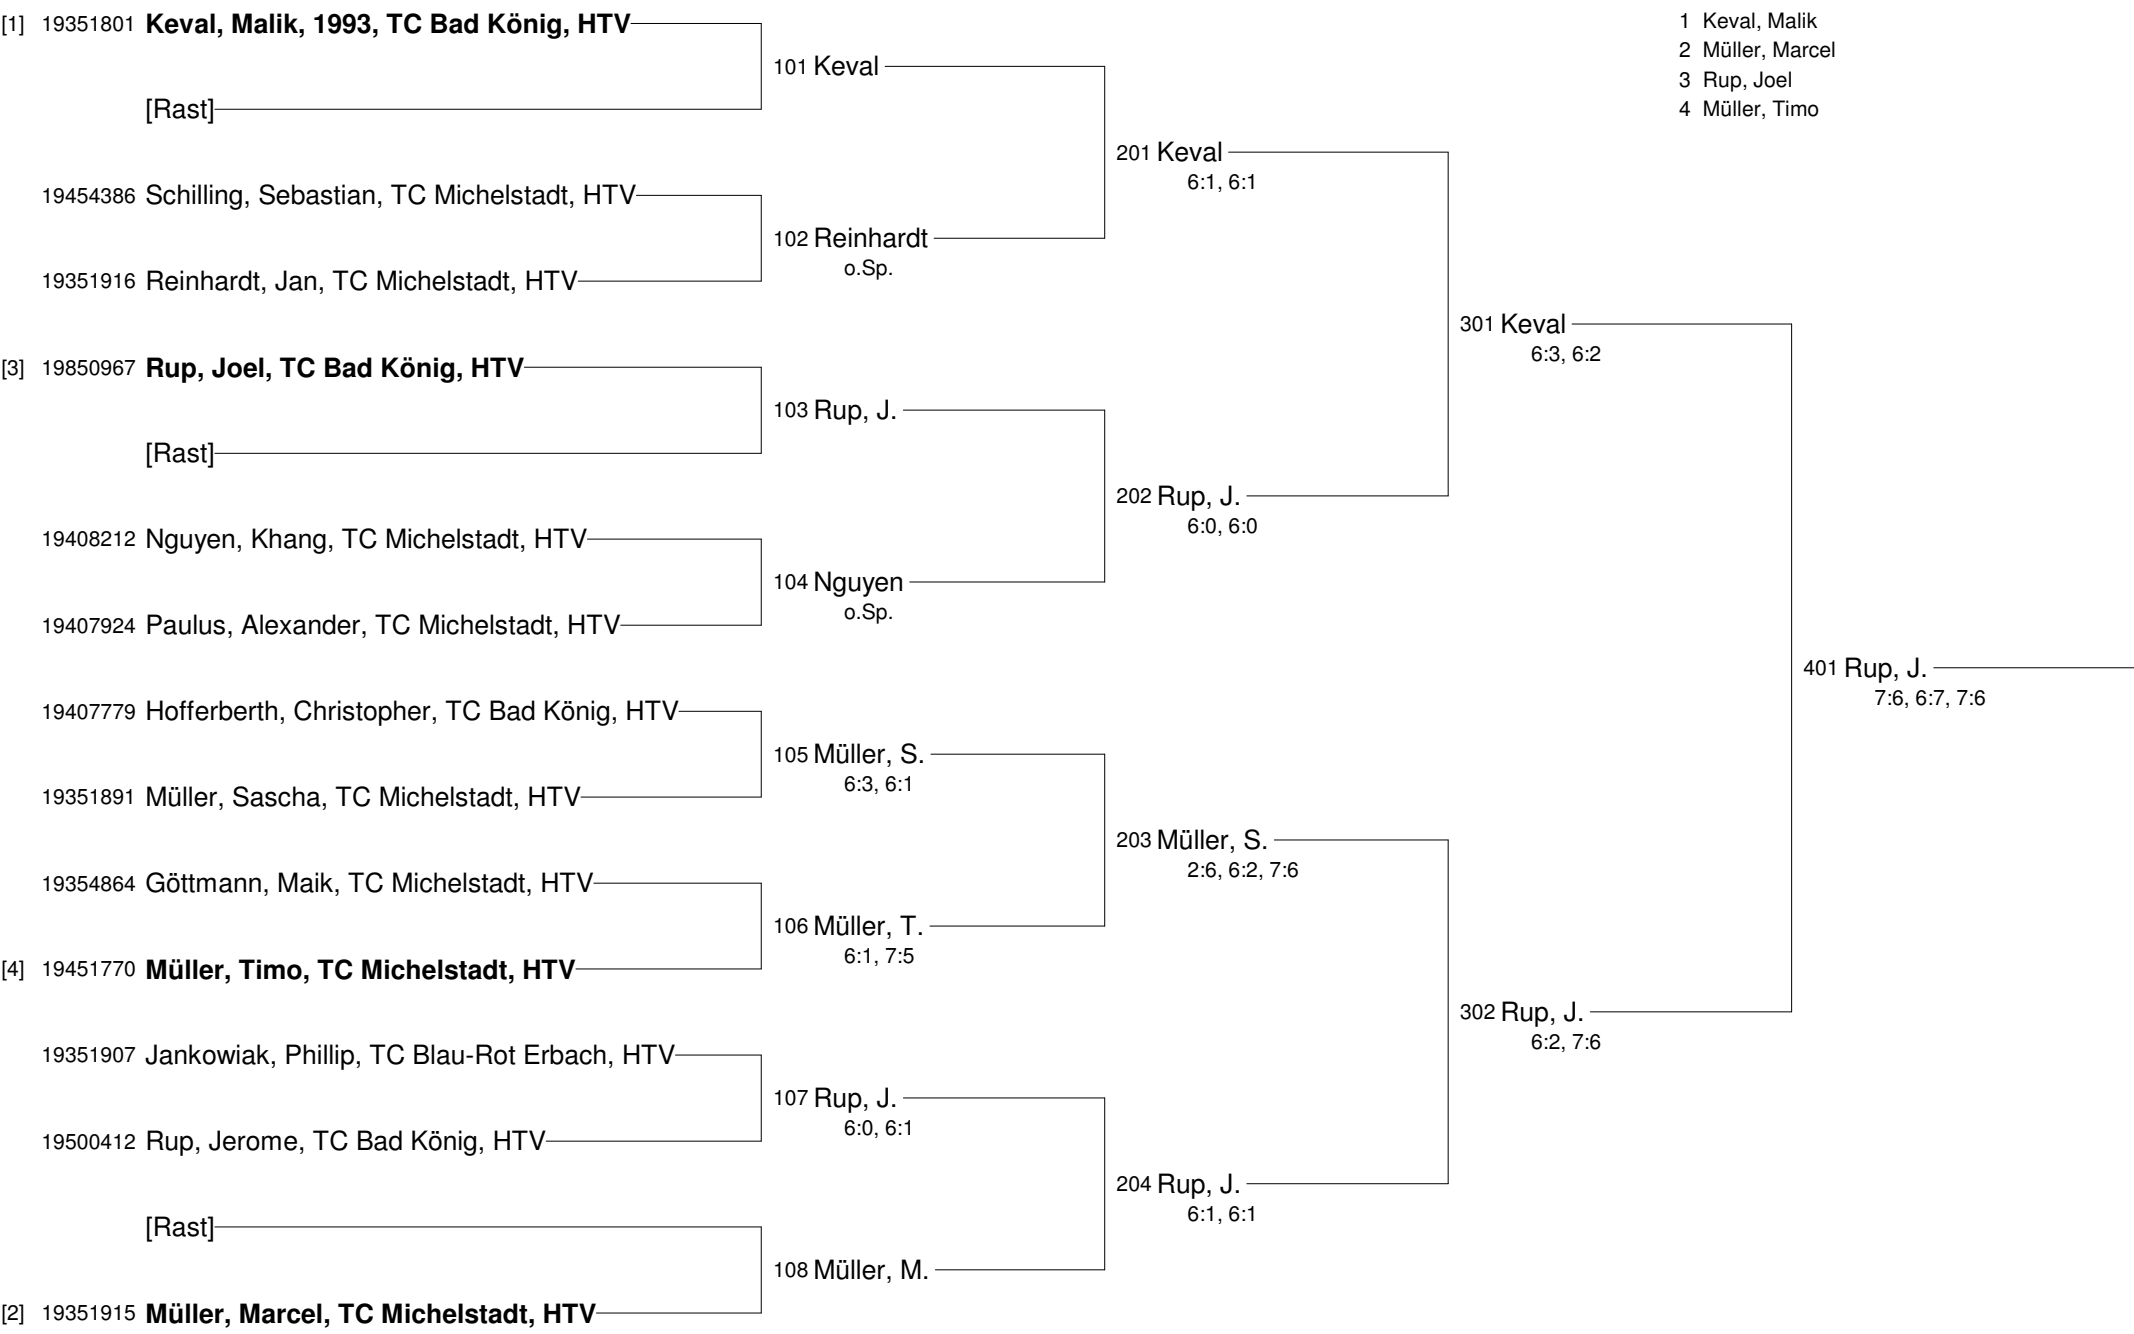 [1] 19351801 Keval, Malik, 1993, TC Bad König, HTV
1 Keval, Malik
2 Müller, Marcel
3 Rup, Joel
4 Müller, Timo
101 Keval
[Rast]
201 Keval
6:1, 6:1
19454386 Schilling, Sebastian, TC Michelstadt, HTV
102 Reinhardt
o.Sp.
19351916 Reinhardt, Jan, TC Michelstadt, HTV
301 Keval
6:3, 6:2
[3] 19850967 Rup, Joel, TC Bad König, HTV
103 Rup, J.
[Rast]
202 Rup, J.
6:0, 6:0
19408212 Nguyen, Khang, TC Michelstadt, HTV
104 Nguyen
o.Sp.
19407924 Paulus, Alexander, TC Michelstadt, HTV
401 Rup, J.
7:6, 6:7, 7:6
19407779 Hofferberth, Christopher, TC Bad König, HTV
105 Müller, S.
6:3, 6:1
19351891 Müller, Sascha, TC Michelstadt, HTV
203 Müller, S.
2:6, 6:2, 7:6
19354864 Göttmann, Maik, TC Michelstadt, HTV
106 Müller, T.
6:1, 7:5
[4] 19451770 Müller, Timo, TC Michelstadt, HTV
302 Rup, J.
6:2, 7:6
19351907 Jankowiak, Phillip, TC Blau-Rot Erbach, HTV
107 Rup, J.
6:0, 6:1
19500412 Rup, Jerome, TC Bad König, HTV
204 Rup, J.
6:1, 6:1
[Rast]
108 Müller, M.
[2] 19351915 Müller, Marcel, TC Michelstadt, HTV